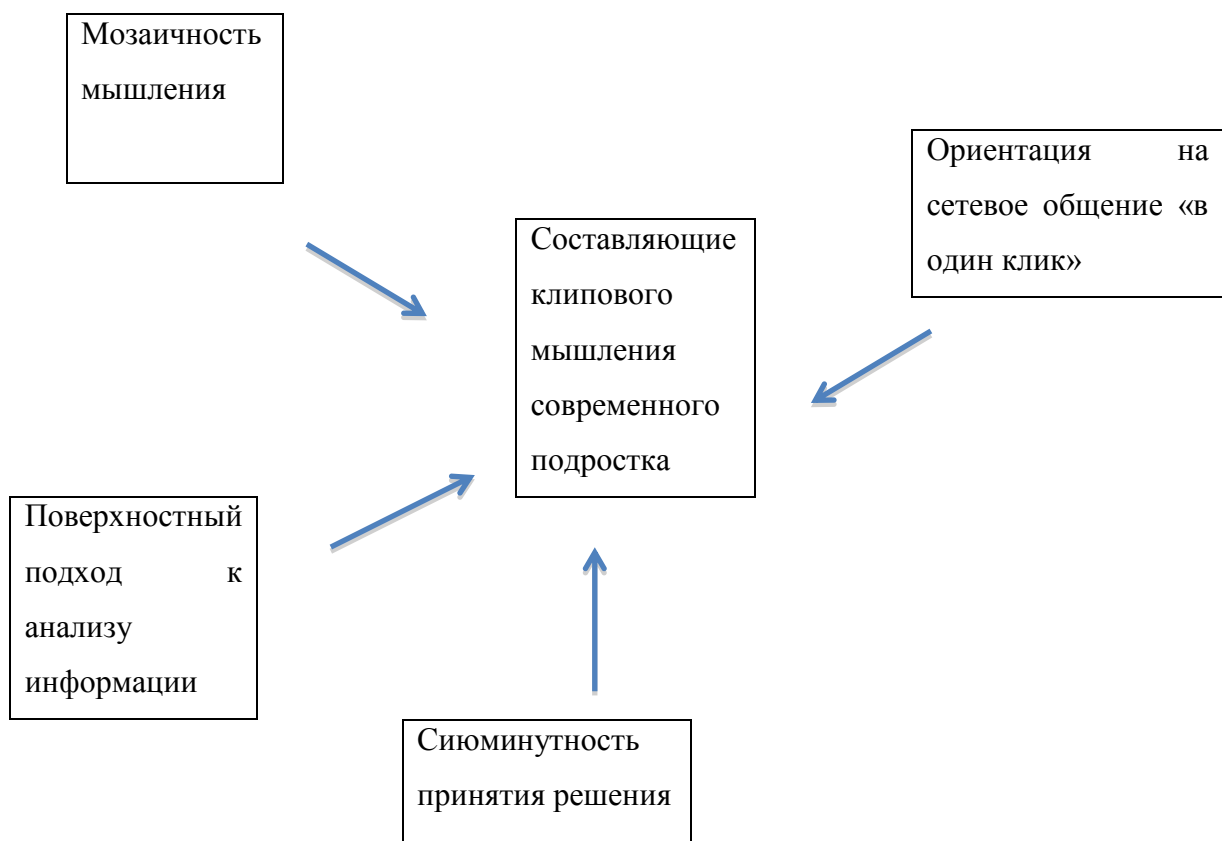 Мозаичность
мышления
Ориентация на
сетевое общение «в
один клик»
Составляющие
клипового
мышления
современного
подростка
Поверхностный
подход к
анализу
информации
Сиюминутность
принятия решения